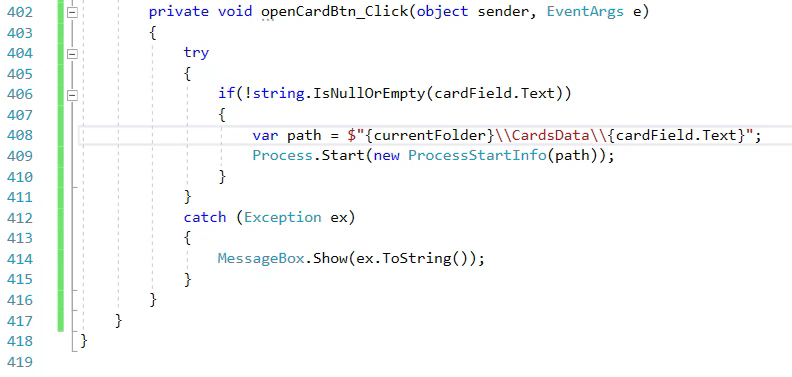 402 private void openCardBtn_Click(object sender, EventArgs e)
403 {
404 try
405 {
406 if(!string.IsNullOrEmpty(cardField.Text))
407 {
408 var path = $"{currentFolder}\\CardsData\\{cardField.Text}";
409 Process.Start(new ProcessStartInfo(path));
410 }
411 }
412 catch (Exception ex)
413 {
414 MessageBox.Show(ex.ToString());
415 }
416 }
417 }
418 }
419